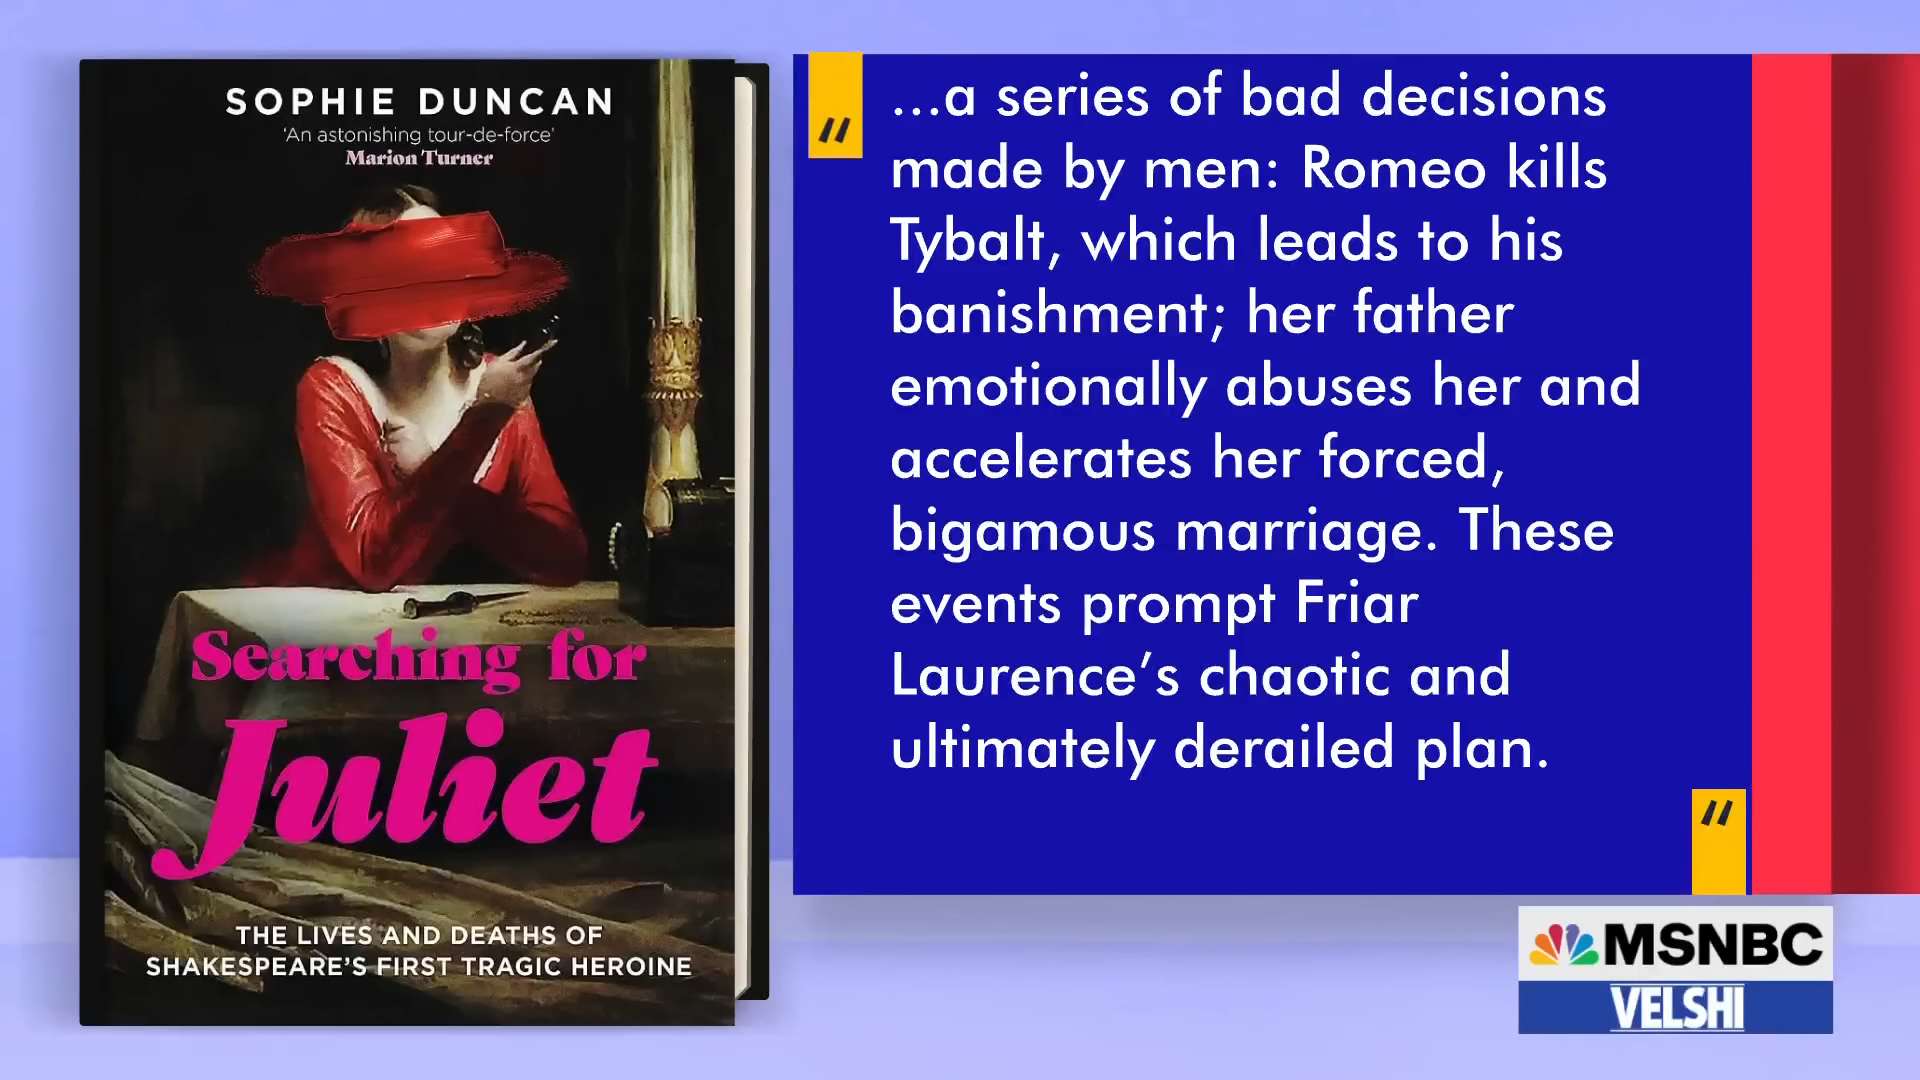 SOPHIE DUNCAN
‘An astonishing tour-de-force’
Marion Turner
Searching for
Juliet
THE LIVES AND DEATHS OF
SHAKESPEARE’S FIRST TRAGIC HEROINE
"
...a series of bad decisions
made by men: Romeo kills
Tybalt, which leads to his
banishment; her father
emotionally abuses her and
accelerates her forced,
bigamous marriage. These
events prompt Friar
Laurence’s chaotic and
ultimately derailed plan.
"
MSNBC
VELSHI